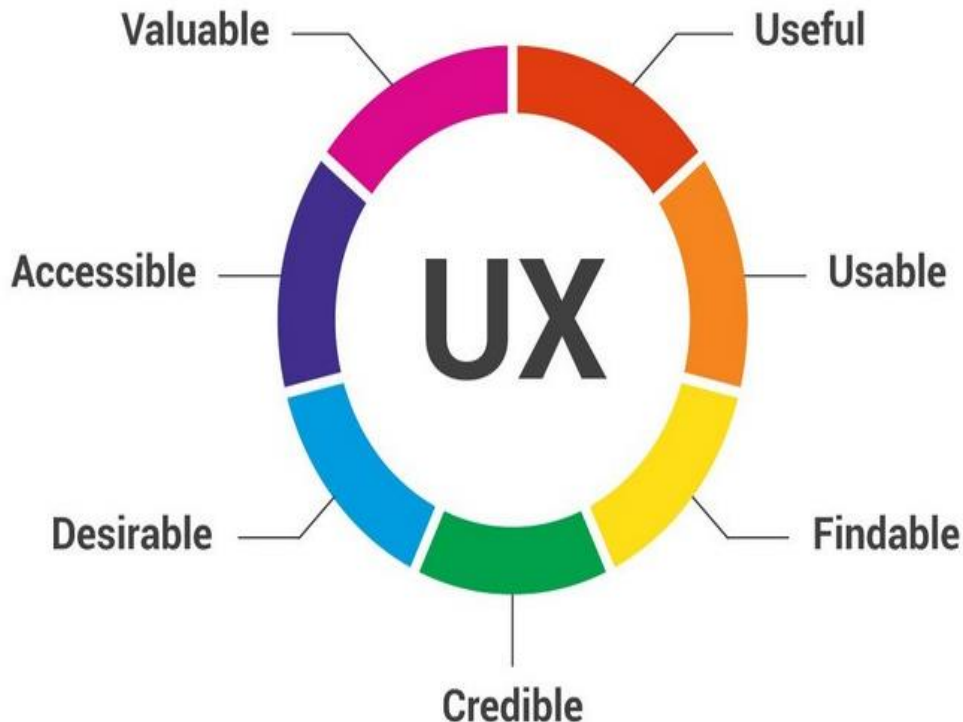 Valuable
Useful
Accessible
UX
Usable
Desirable
Findable
Credible